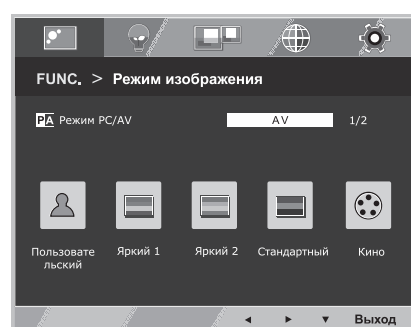 FUNC. > Режим изображения
PA Режим PC/AV AV 1/2
Пользовате
льский
Яркий 1
Яркий 2
Стандартный
Кино
Выход